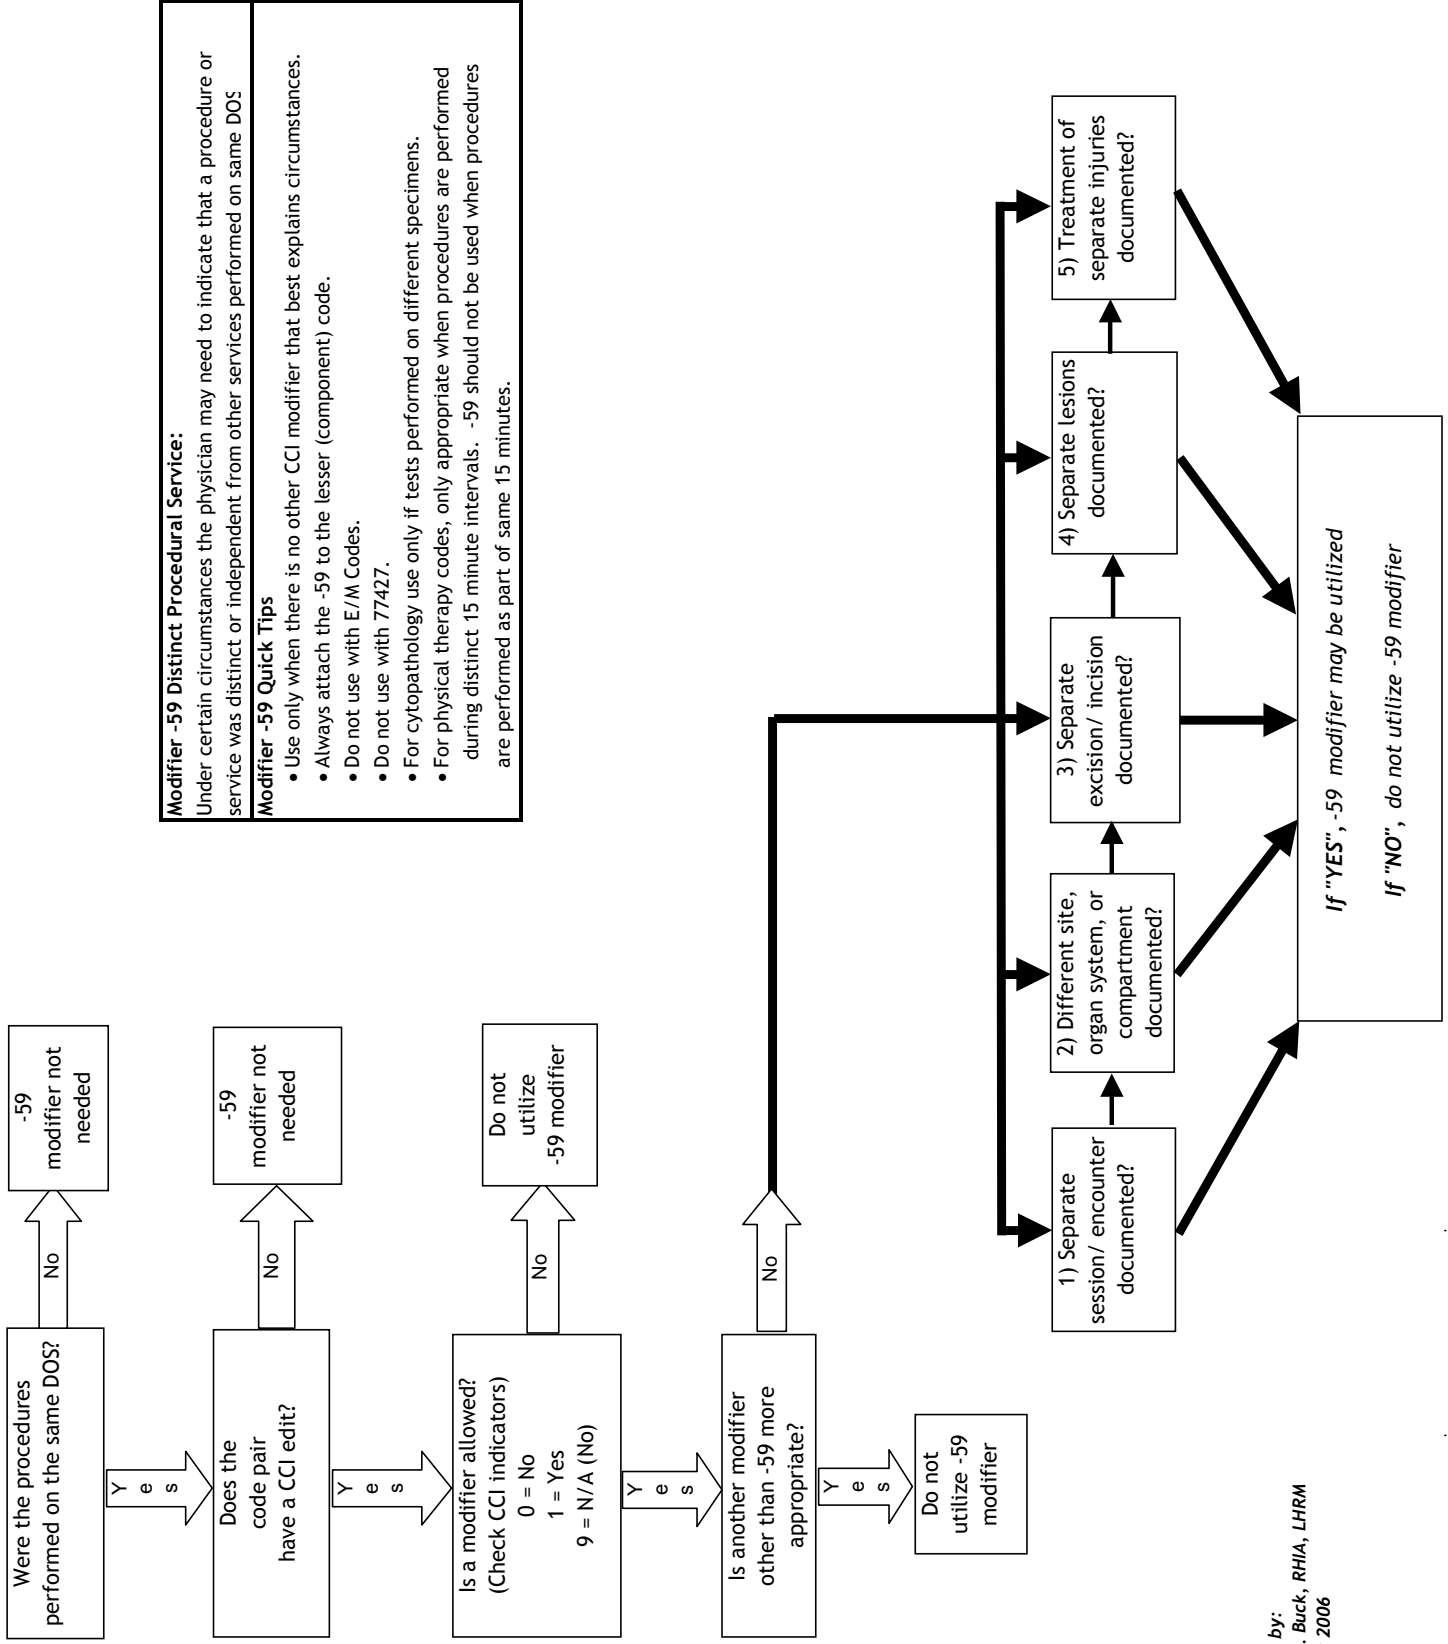 Were the procedures
performed on the same DOS?
No
-59
modifier not
needed
Yes
Does the
code pair
have a CCI edit?
No
-59
modifier not
needed
Yes
Is a modifier allowed?
(Check CCI indicators)
0 = No
1 = Yes
9 = N/A (No)
No
Do not
utilize
-59 modifier
Yes
Is another modifier
other than -59 more
appropriate?
No
Yes
Do not
utilize -59
modifier
Modifier -59 Distinct Procedural Service:
Under certain circumstances the physician may need to indicate that a procedure or
service was distinct or independent from other services performed on same DOS
Modifier -59 Quick Tips
• Use only when there is no other CCI modifier that best explains circumstances.
• Always attach the -59 to the lesser (component) code.
• Do not use with E/M Codes.
• Do not use with 77427.
• For cytopathology use only if tests performed on different specimens.
• For physical therapy codes, only appropriate when procedures are performed
during distinct 15 minute intervals. -59 should not be used when procedures
are performed as part of same 15 minutes.
1) Separate
session/ encounter
documented?
2) Different site,
organ system, or
compartment
documented?
3) Separate
excision/ incision
documented?
4) Separate lesions
documented?
5) Treatment of
separate injuries
documented?
If "YES", -59 modifier may be utilized
If "NO", do not utilize -59 modifier
by:
. Buck, RHIA, LHRM
2006